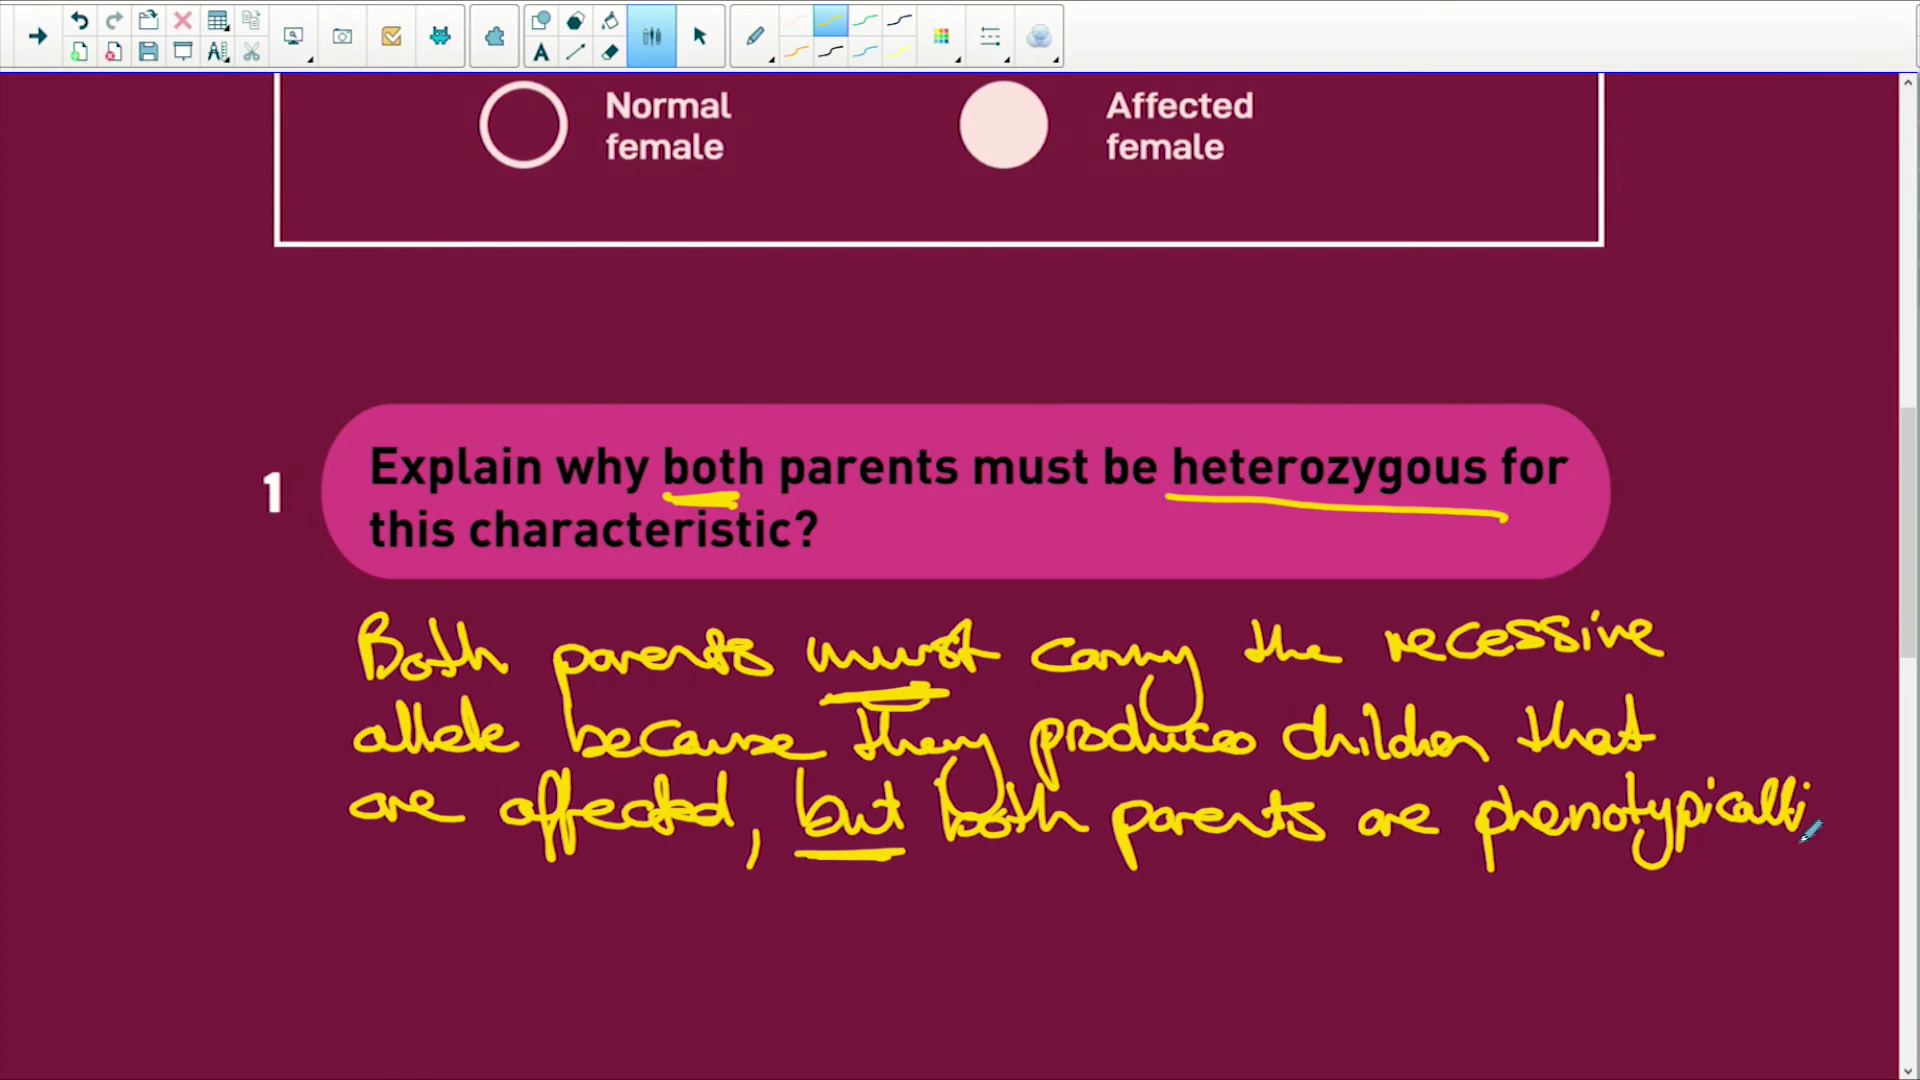 Normal female
Affected female
1
Explain why both parents must be heterozygous for
this characteristic?
Both parents must carry the recessive
allele because they produce children that
are affected, but both parents are phenotypicall